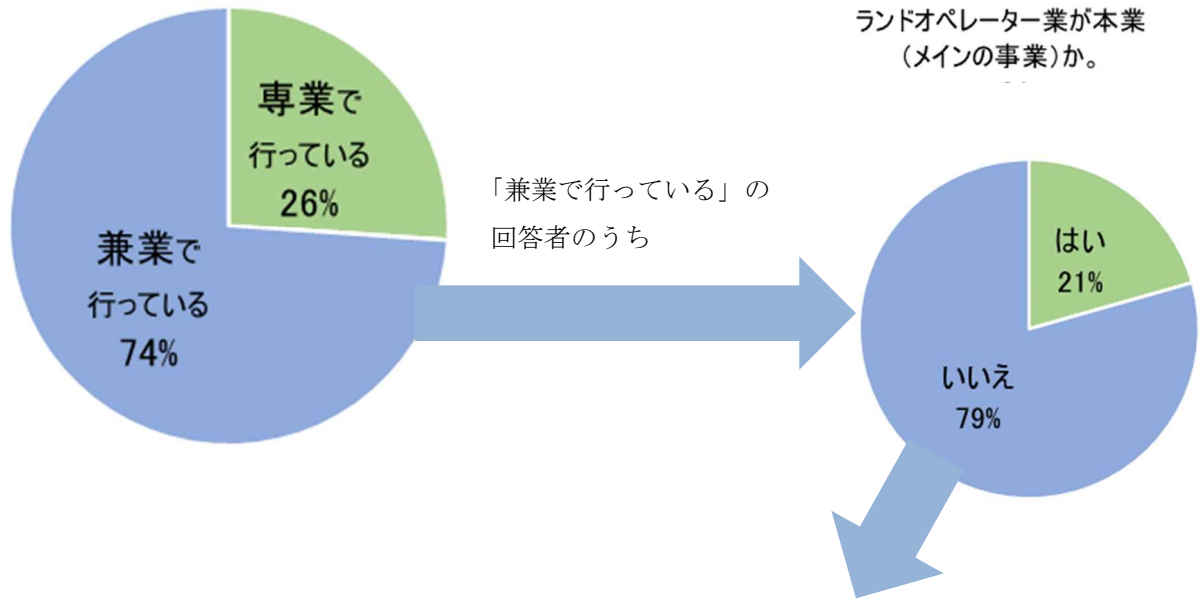 専業で
行っている
26%
兼業で
行っている
74%
「兼業で行っている」の
回答者のうち
ランドオペレーター業が本業
(メインの事業)か。
はい
21%
いいえ
79%